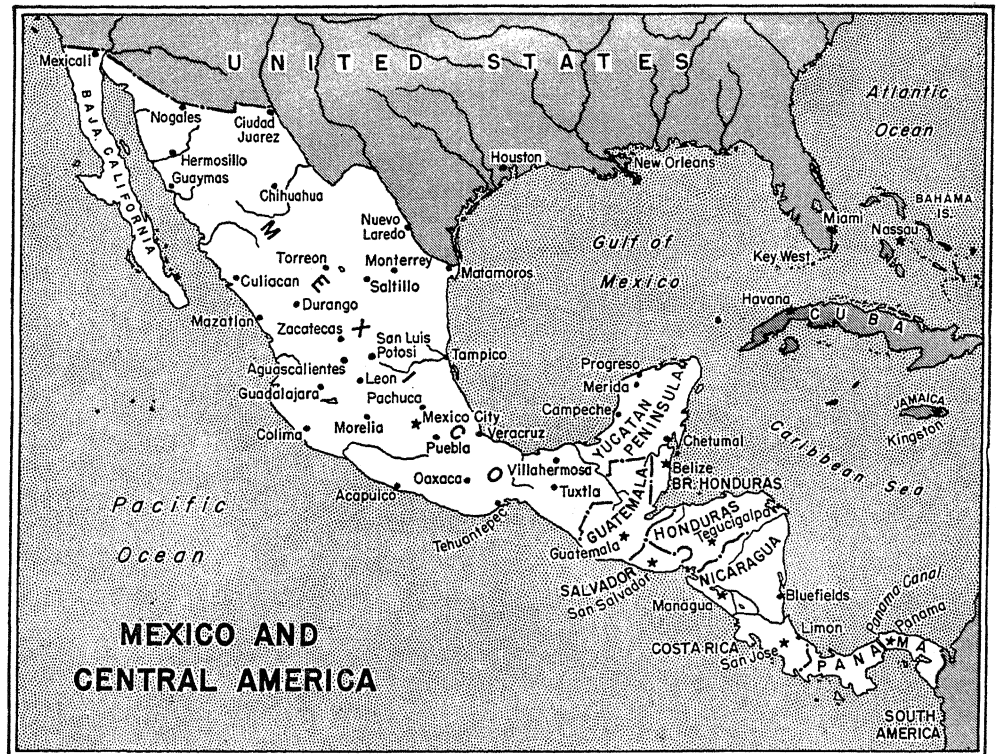 UNITED STATES
Mexicali
BAJA CALIFORNIA
Nogales
Ciudad
Juarez
Hermosillo
Guaymas
Chihuahua
Houston
New Orleans
Atlantic
Ocean
BAHAMA
IS.
Nassau
Miami
Key West
Nuevo
Laredo
Gulf of
Mexico
MEXICO
Torreon
Monterrey
Saltillo
Matamoros
Culiacan
Durango
Mazatlan
Zacatecas
San Luis
Potosi
Tampico
Aguascalientes
Leon
Guadalajara
Pachuca
Mexico City
Colima
Morelia
Puebla
Veracruz
Havana
CUBA
JAMAICA
Kingston
Caribbean Sea
Progreso
Merida
Campeche
YUCATAN
PENINSULA
Chetumal
Belize
BR. HONDURAS
Villahermosa
Tuxtla
Oaxaca
Acapulco
Tehuantepec
GUATEMALA
Guatemala
HONDURAS
Tegucigalpa
SALVADOR
San Salvador
NICARAGUA
Managua
Bluefields
COSTA RICA
San Jose
Limon
Panama Canal
Panama
PANAMA
SOUTH
AMERICA
Pacific
Ocean
MEXICO AND
CENTRAL AMERICA